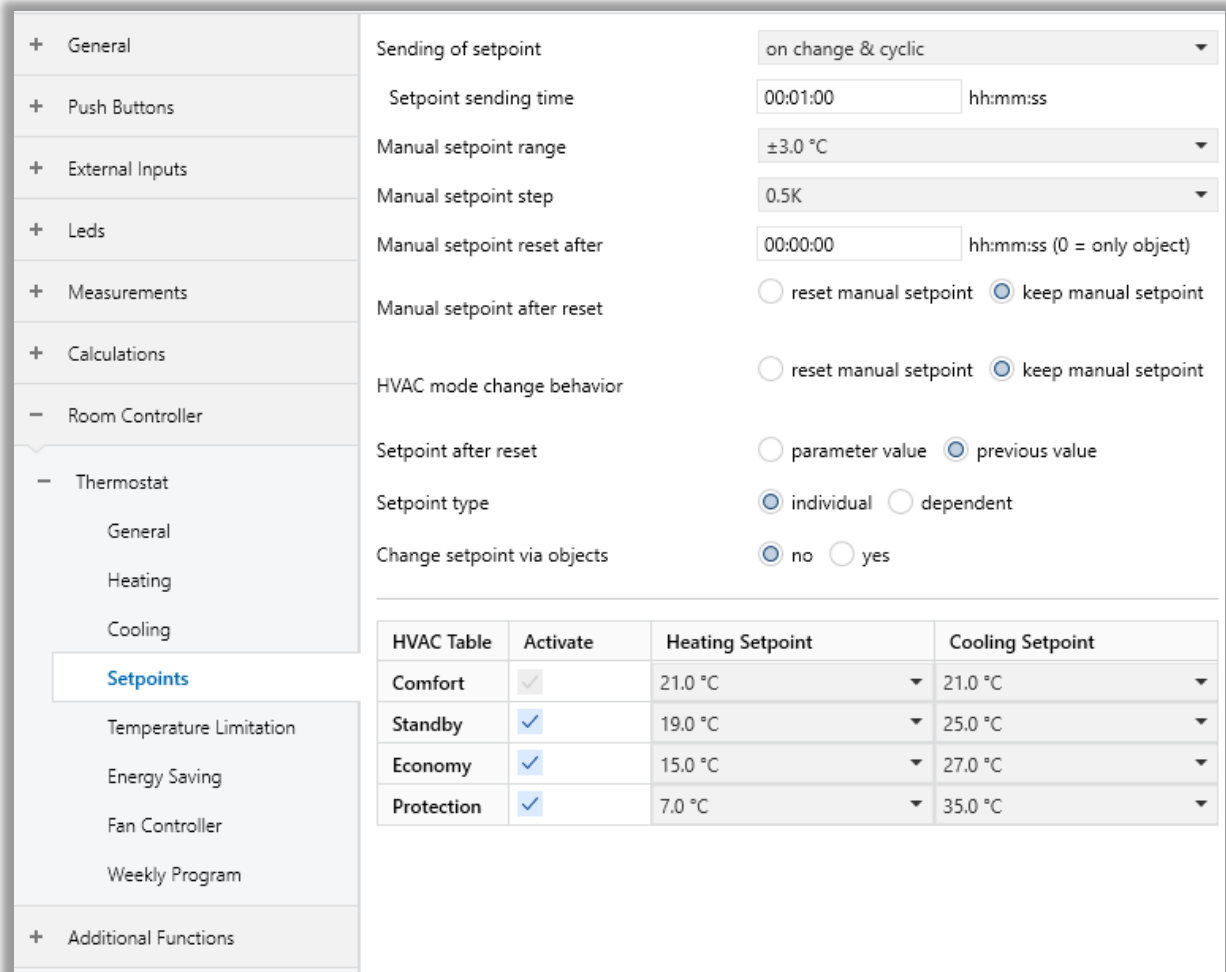 General
Push Buttons
External Inputs
Leds
Measurements
Calculations
Room Controller
Thermostat
General
Heating
Cooling
Setpoints
Temperature Limitation
Energy Saving
Fan Controller
Weekly Program
Additional Functions
Sending of setpoint on change & cyclic
Setpoint sending time 00:01:00 hh:mm:ss
Manual setpoint range ±3.0 °C
Manual setpoint step 0.5K
Manual setpoint reset after 00:00:00 hh:mm:ss (0 = only object)
Manual setpoint after reset reset manual setpoint keep manual setpoint
HVAC mode change behavior reset manual setpoint keep manual setpoint
Setpoint after reset parameter value previous value
Setpoint type individual dependent
Change setpoint via objects no yes
HVAC Table Activate Heating Setpoint Cooling Setpoint
Comfort 21.0 °C 21.0 °C
Standby 19.0 °C 25.0 °C
Economy 15.0 °C 27.0 °C
Protection 7.0 °C 35.0 °C